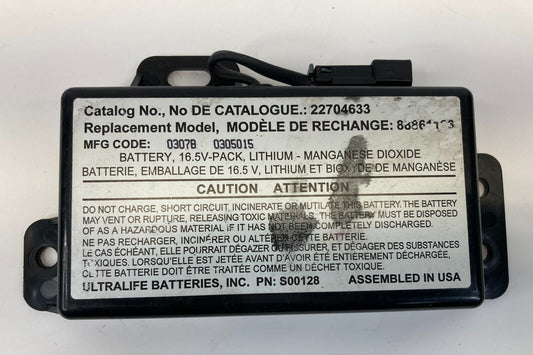 Catalog No., No DE CATALOGUE.: 22704633
Replacement Model, MODÈLE DE RECHANGE:
MFG CODE: 0307B 0305015
BATTERY, 16.5V-PACK, LITHIUM - MANGANESE DIOXIDE
BATTERIE, EMBALLAGE DE 16.5 V, LITHIUM ET DE MANGANÈSE
CAUTION ATTENTION
DO NOT CHARGE, SHORT CIRCUIT, INCINERATE OR MUTILATE THIS BATTERY. THE BATTERY
MAY VENT OR RUPTURE, RELEASING TOXIC MATERIALS. THE BATTERY MUST BE DISPOSED
OF AS A HAZARDOUS MATERIAL IF IT HAS NOT BEEN COMPLETELY DISCHARGED.
NE PAS RECHARGER, INCINÉRER OU ALTÉRER CETTE BATTERIE.
LE CAS ÉCHÉANT, ELLE POURRAIT DÉGAZER OU FISSURER, ET DÉGAGER DES SUBSTANCES
TOXIQUES. LORSQUE ELLE EST JETÉE AVANT D'AVOIR ÉTÉ ENTIÈREMENT DÉCHARGÉE,
CETTE BATTERIE DOIT ÊTRE TRAITÉE COMME UN DÉCHET TOXIQUE.
ULTRALIFE BATTERIES, INC. PN: S00128 ASSEMBLED IN USA